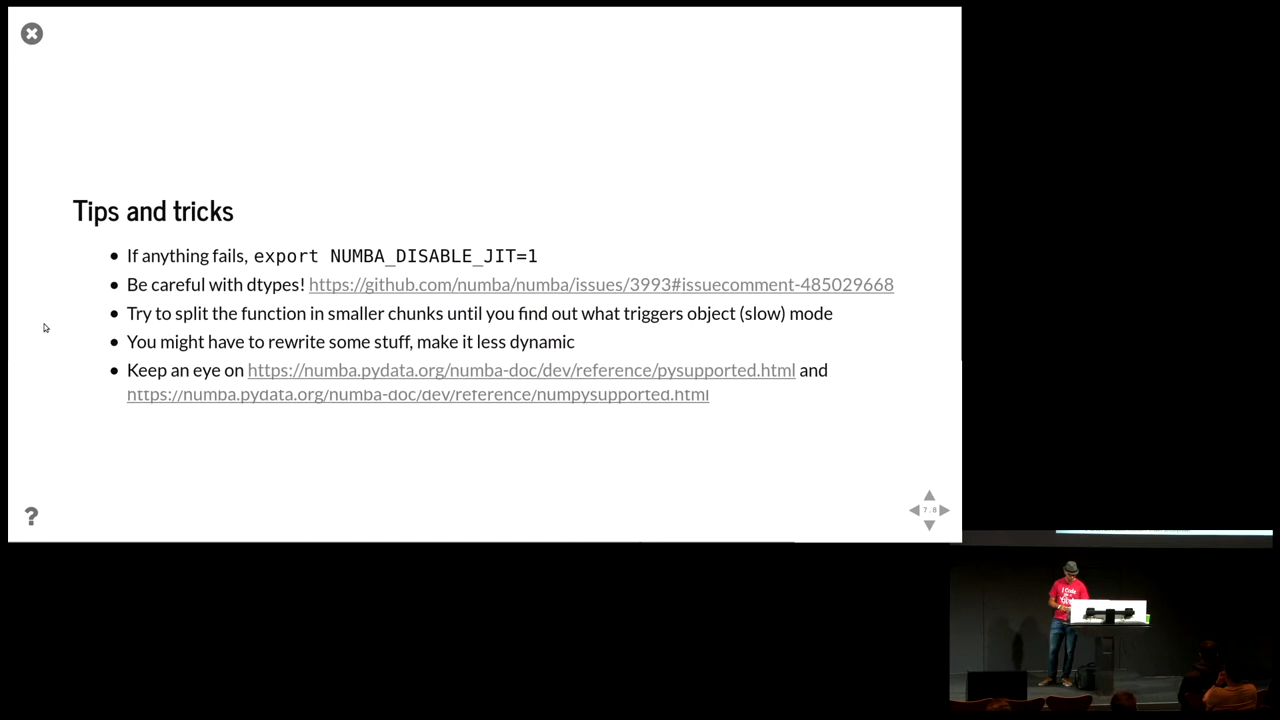 Tips and tricks
If anything fails, export NUMBA_DISABLE_JIT=1
Be careful with dtypes! https://github.com/numba/numba/issues/3993#issuecomment-485029668
Try to split the function in smaller chunks until you find out what triggers object (slow) mode
You might have to rewrite some stuff, make it less dynamic
Keep an eye on https://numba.pydata.org/numba-doc/dev/reference/pysupported.html and
https://numba.pydata.org/numba-doc/dev/reference/numpysupported.html
?
7.8
I Code